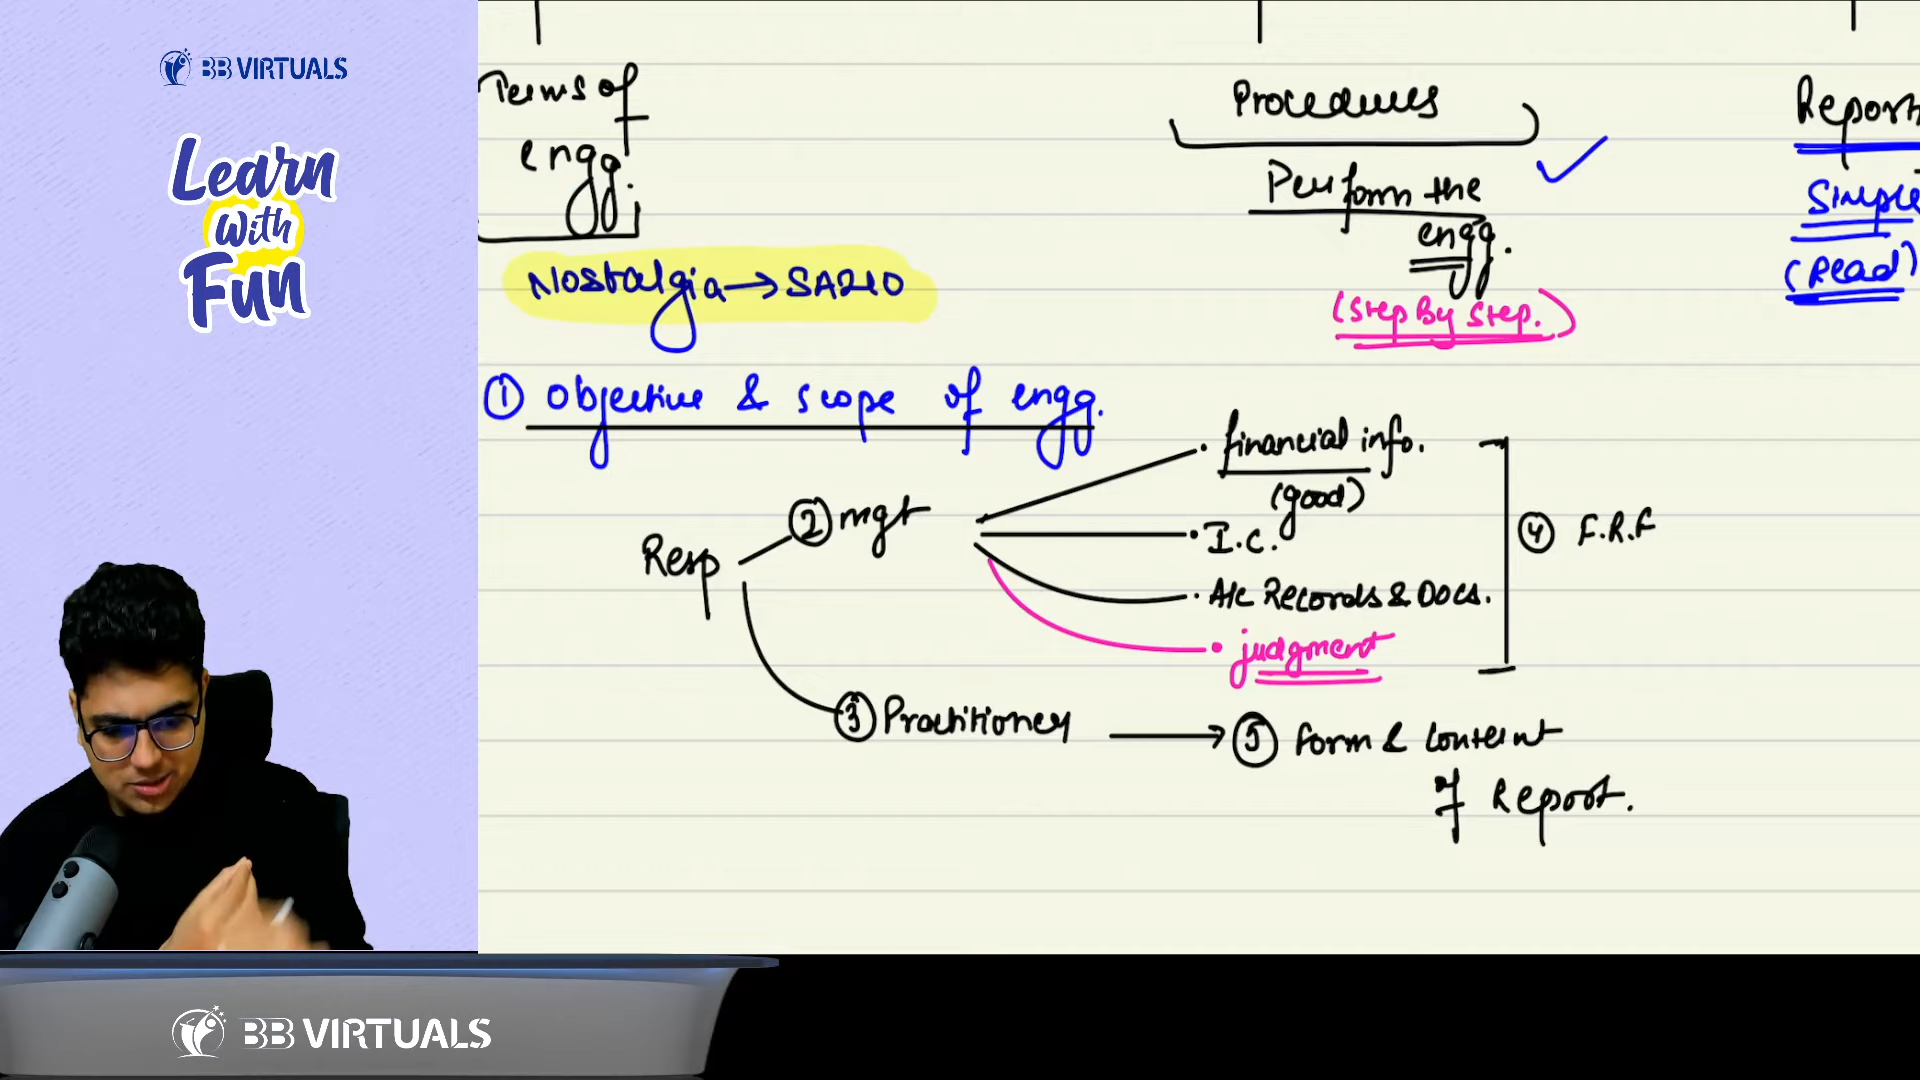 BB VIRTUALS
Learn
With
Fun
Terms of
engg;
Nostalgia → SA210
Procedures
Perform the
engg.
(Step By Step.)
Report
Simple
(Read)
① Objective & scope of engg.
Resp
② mgt
• financial info.
(good)
• I.C.
• A/c Records & Docs.
• judgment
④ F.R.F
③ Practitioner → ⑤ Form & Content
of Report.
BB VIRTUALS